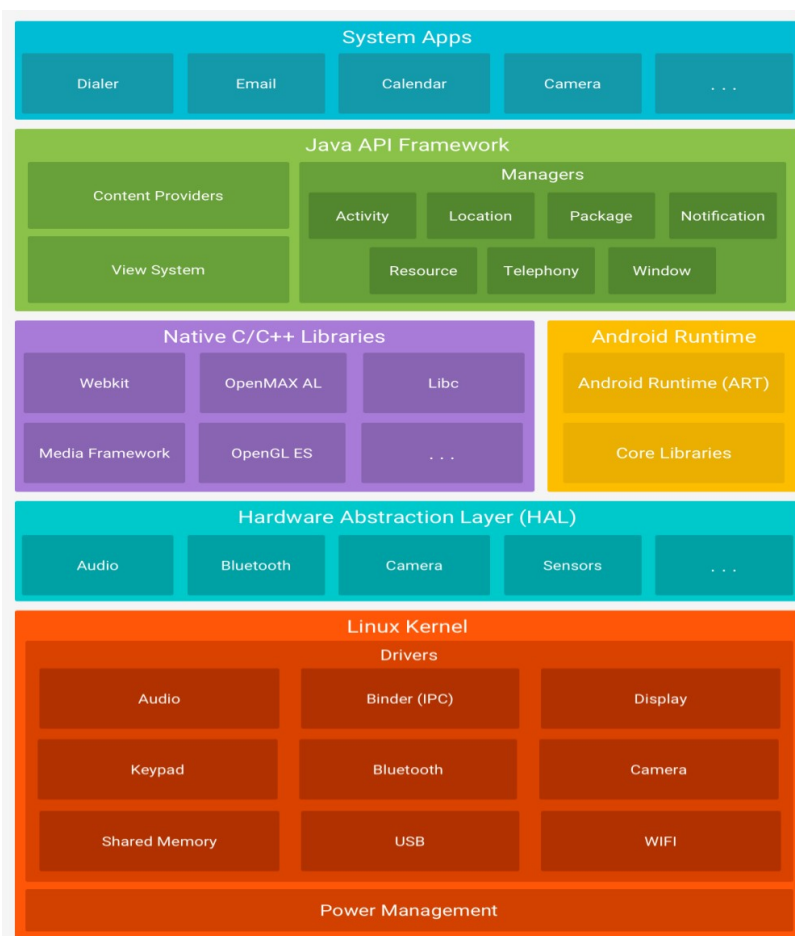 System Apps
Dialer Email Calendar Camera . . .
Java API Framework
Content Providers
View System
Managers
Activity Location Package Notification
Resource Telephony Window
Native C/C++ Libraries
Webkit OpenMAX AL Libc
Media Framework OpenGL ES . . .
Android Runtime
Android Runtime (ART)
Core Libraries
Hardware Abstraction Layer (HAL)
Audio Bluetooth Camera Sensors . . .
Linux Kernel
Drivers
Audio Binder (IPC) Display
Keypad Bluetooth Camera
Shared Memory USB WIFI
Power Management